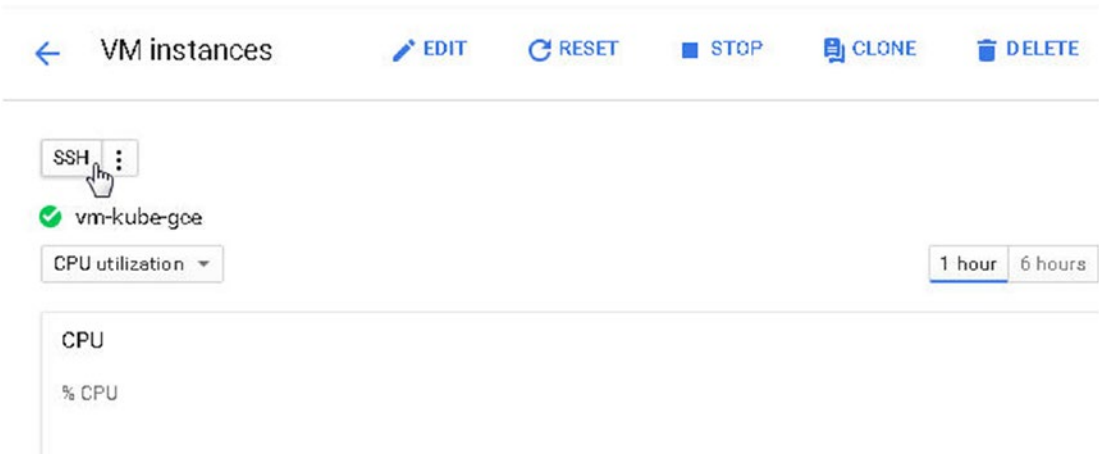 VM instances EDIT RESET STOP CLONE DELETE
SSH
vm-kube-gce
CPU utilization 1 hour 6 hours
CPU
% CPU